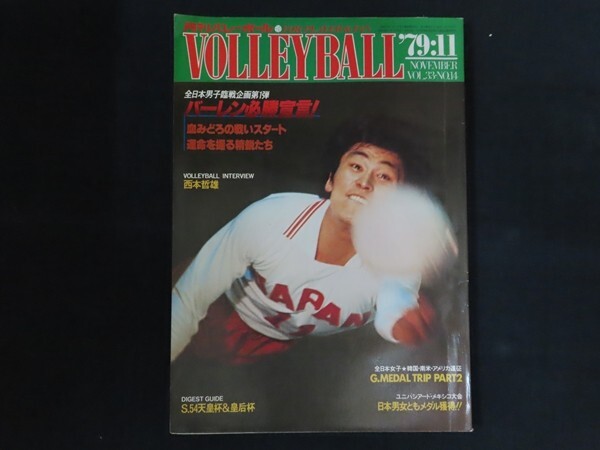 VOLLEYBALL
'79:11
NOVEMBER
VOL.33・NO.14
全日本男子臨戦企画第1弾
バーレン必勝宣言!
血みどろの戦いスタート
運命を握る精鋭たち
VOLLEYBALL INTERVIEW
西本哲雄
JAPAN
全日本女子★韓国・南米・アメリカ遠征
G.MEDAL TRIP PART2
DIGEST GUIDE
S.54天皇杯&皇后杯
ユニバシアード・メキシコ大会
日本男女ともメダル獲得!!